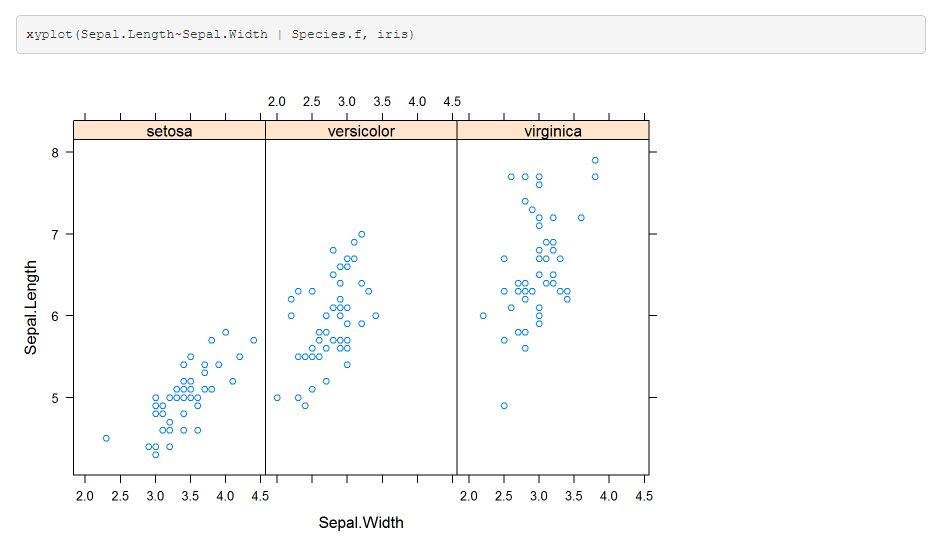 xyplot(Sepal.Length~Sepal.Width | Species.f, iris)
2.0 2.5 3.0 3.5 4.0 4.5
setosa versicolor virginica
8
7
6
5
Sepal.Length
2.0 2.5 3.0 3.5 4.0 4.5 2.0 2.5 3.0 3.5 4.0 4.5
Sepal.Width